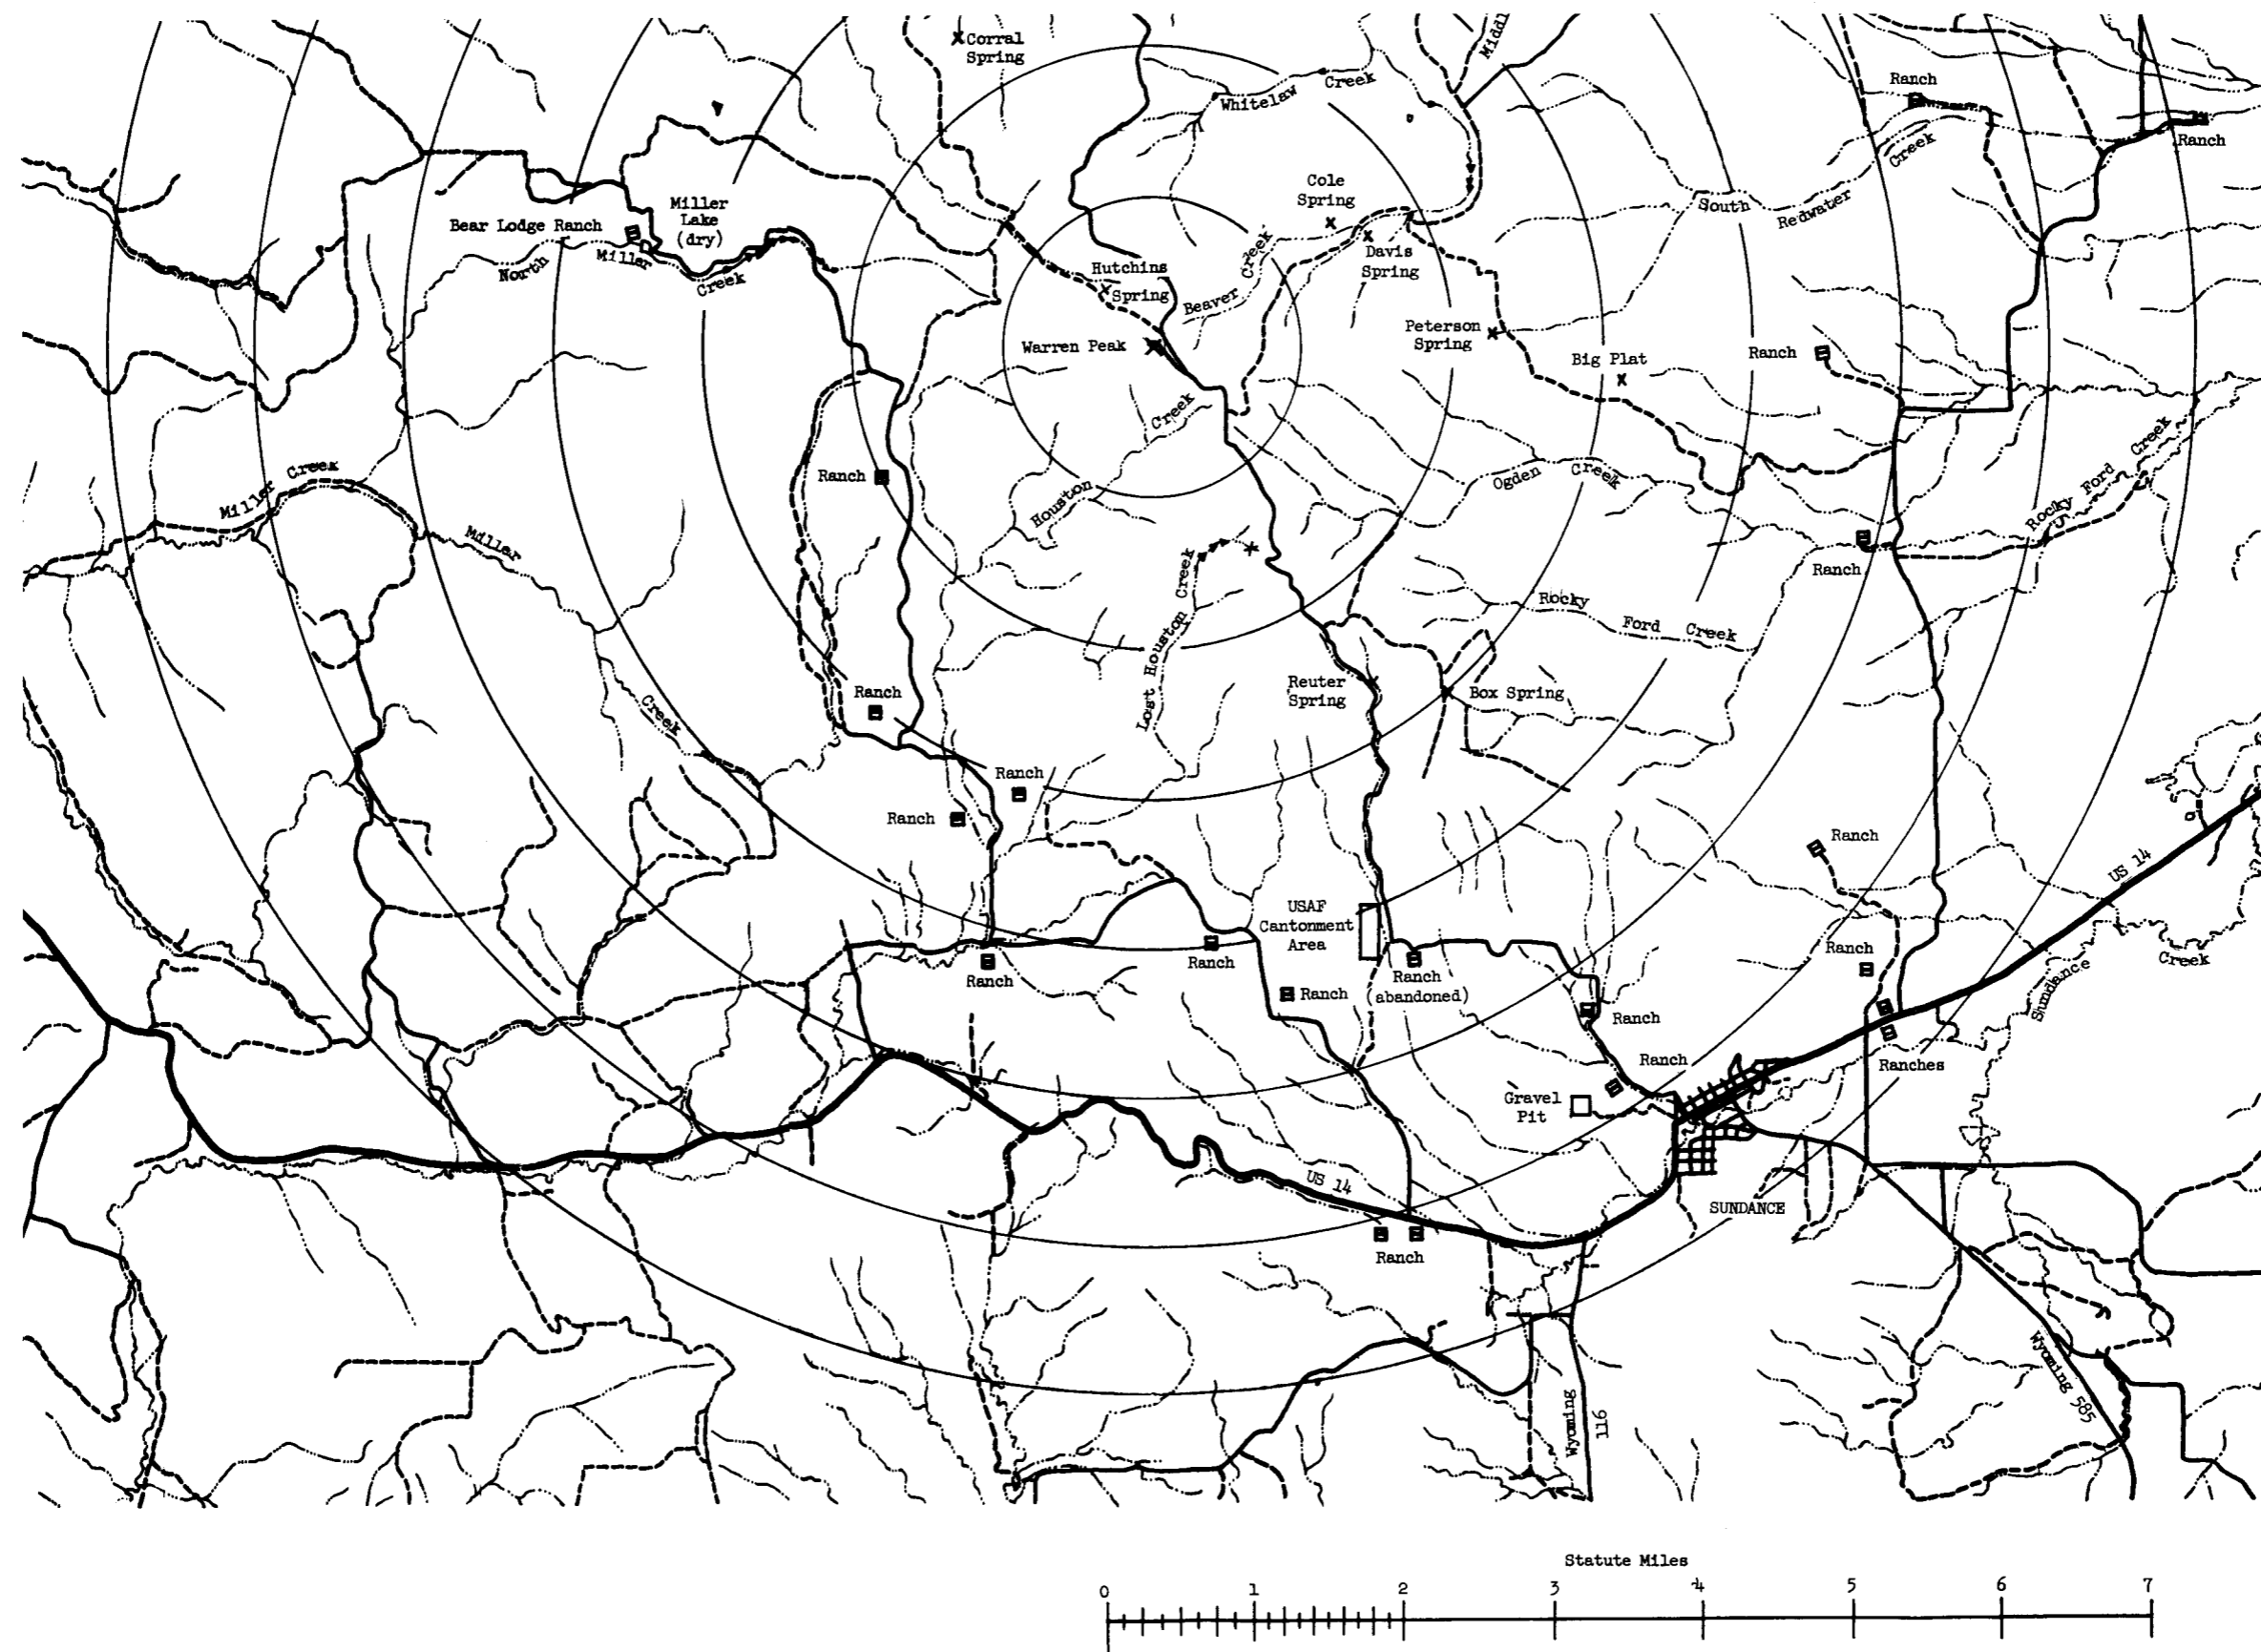 Corral
Spring
Middl
Whitelaw Creek
Ranch
Ranch
Creek
Cole
Spring
South Redwater
Miller
Lake
(dry)
Bear Lodge Ranch
North Miller Creek
Davis
Spring
Hutchins
Spring
Beaver Creek
Peterson
Spring
Warren Peak
Big Plat
Ranch
Houston Creek
Ogden Creek
Rocky Ford Creek
Ranch
Miller Creek
Miller Creek
Ranch
Lost Houston Creek
Rocky Ford Creek
Reuter
Spring
Box Spring
Ranch
Ranch
Ranch
Ranch
US 14
USAF
Cantonment
Area
Ranch
Ranch
Ranch
Ranch
(abandoned)
Ranch
Sundance Creek
Ranch
Ranch
Ranches
Gravel
Pit
US 14
SUNDANCE
Ranch
Wyoming 116
Wyoming 585
Statute Miles
0 1 2 3 4 5 6 7